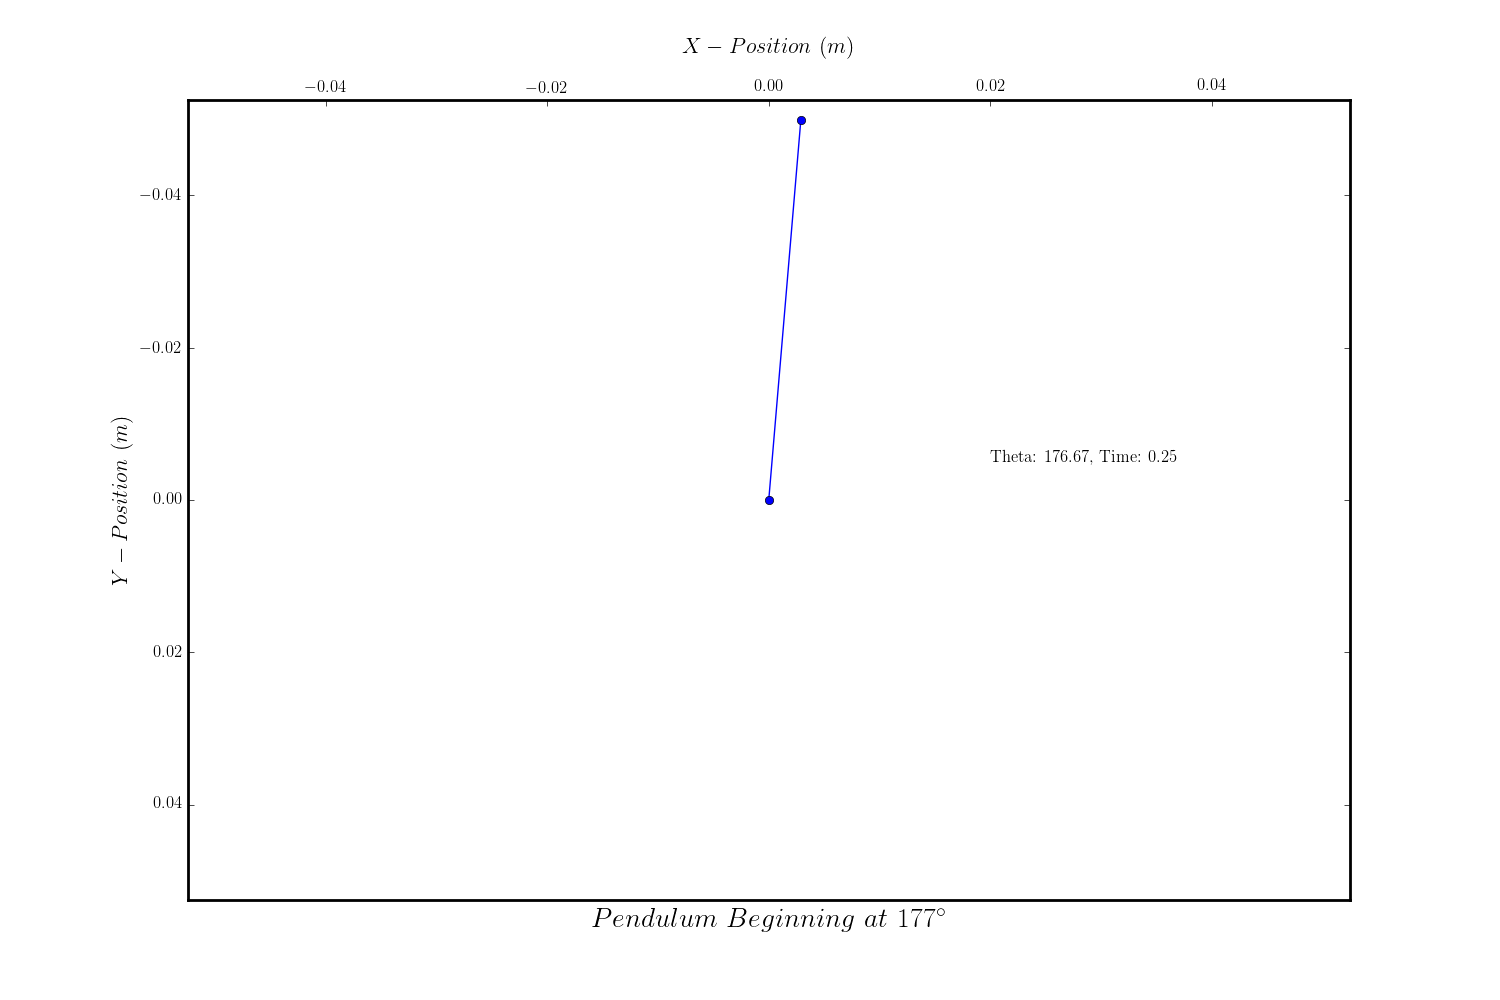 X − Position (m)
−0.04 −0.02 0.00 0.02 0.04
−0.04
−0.02
Y − Position (m)
Theta: 176.67, Time: 0.25
0.00
0.02
0.04
Pendulum Beginning at 177°